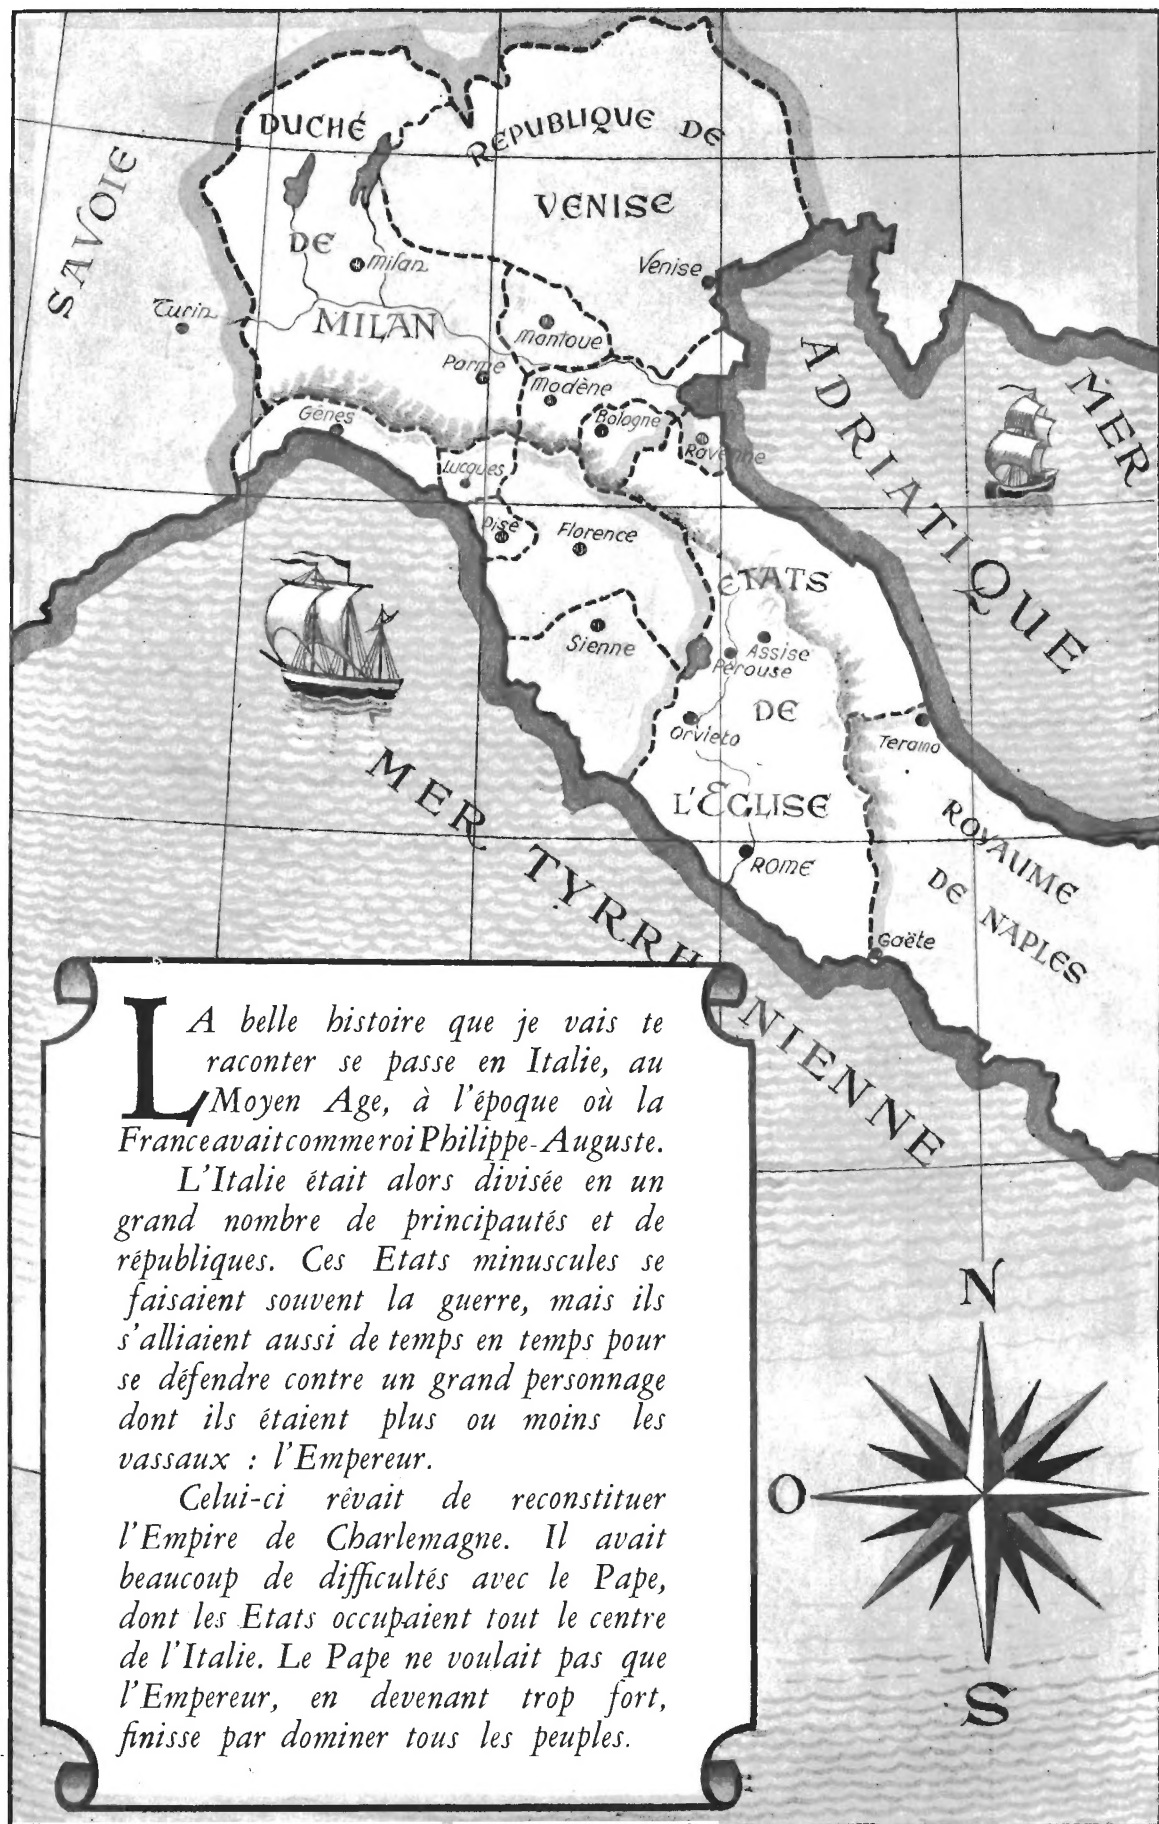 DUCHÉ
RÉPUBLIQUE DE
SAVOIE
VENISE
DE
Milan
Venise
Turin
MILAN
Mantoue
ADRIATIQUE
MER
Parme
Modène
Gênes
Bologne
Ravenne
Lucques
Pise
Florence
ETATS
Sienne
Assise
Pérouse
DE
Orvieto
Teramo
MER TYRRH NIENNE
L'ÉGLISE
ROYAUME
ROME
DE NAPLES
Gaëte
LA belle histoire que je vais te
raconter se passe en Italie, au
Moyen Age, à l'époque où la
France avait comme roi Philippe-Auguste.
L'Italie était alors divisée en un
grand nombre de principautés et de
républiques. Ces Etats minuscules se
faisaient souvent la guerre, mais ils
s'alliaient aussi de temps en temps pour
se défendre contre un grand personnage
dont ils étaient plus ou moins les
vassaux : l'Empereur.
Celui-ci rêvait de reconstituer
l'Empire de Charlemagne. Il avait
beaucoup de difficultés avec le Pape,
dont les Etats occupaient tout le centre
de l'Italie. Le Pape ne voulait pas que
l'Empereur, en devenant trop fort,
finisse par dominer tous les peuples.
N
O
S